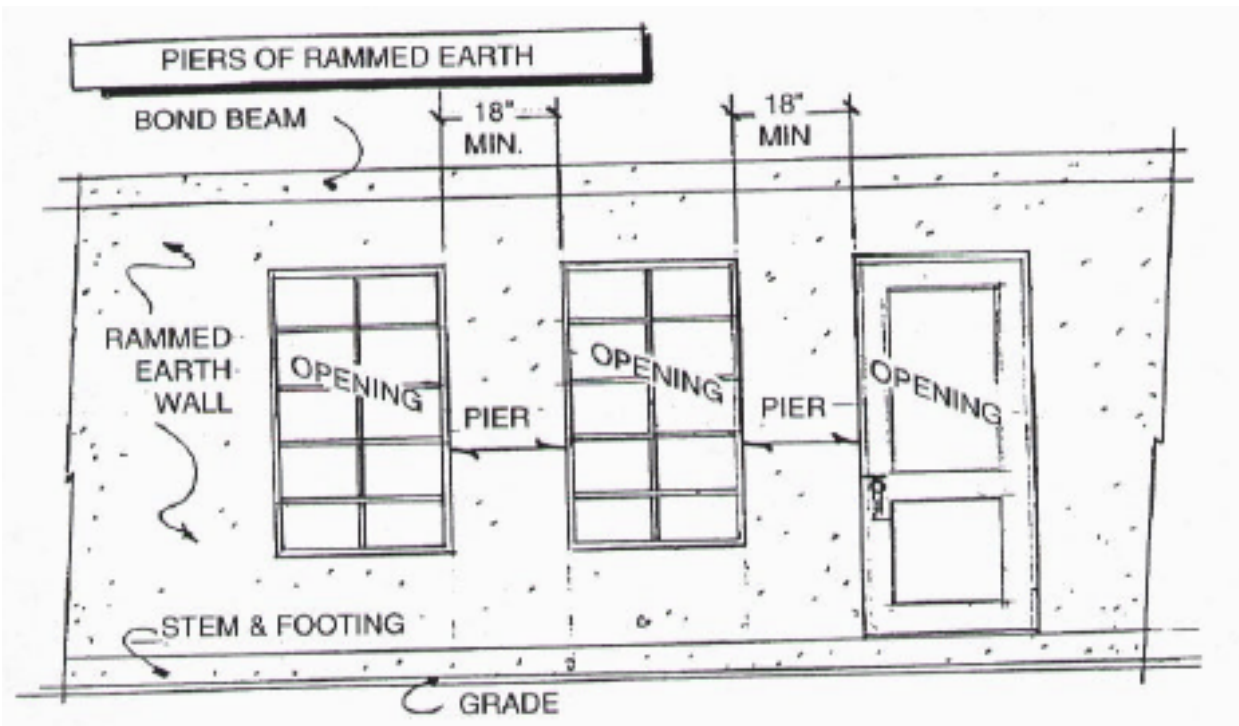 PIERS OF RAMMED EARTH
BOND BEAM
18"
MIN.
18"
MIN
RAMMED
EARTH
WALL
OPENING
OPENING
OPENING
PIER
PIER
STEM & FOOTING
GRADE